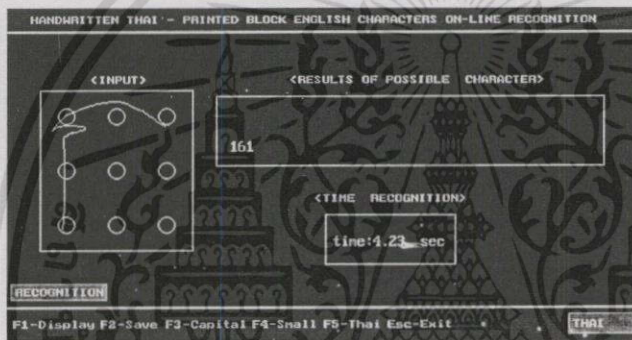 HANDWRITTEN THAI - PRINTED BLOCK ENGLISH CHARACTERS ON-LINE RECOGNITION
<INPUT>
<RESULTS OF POSSIBLE CHARACTER>
161
<TIME RECOGNITION>
time:4.23 sec
RECOGNITION
F1-Display F2-Save F3-Capital F4-Small F5-Thai Esc-Exit
THAI